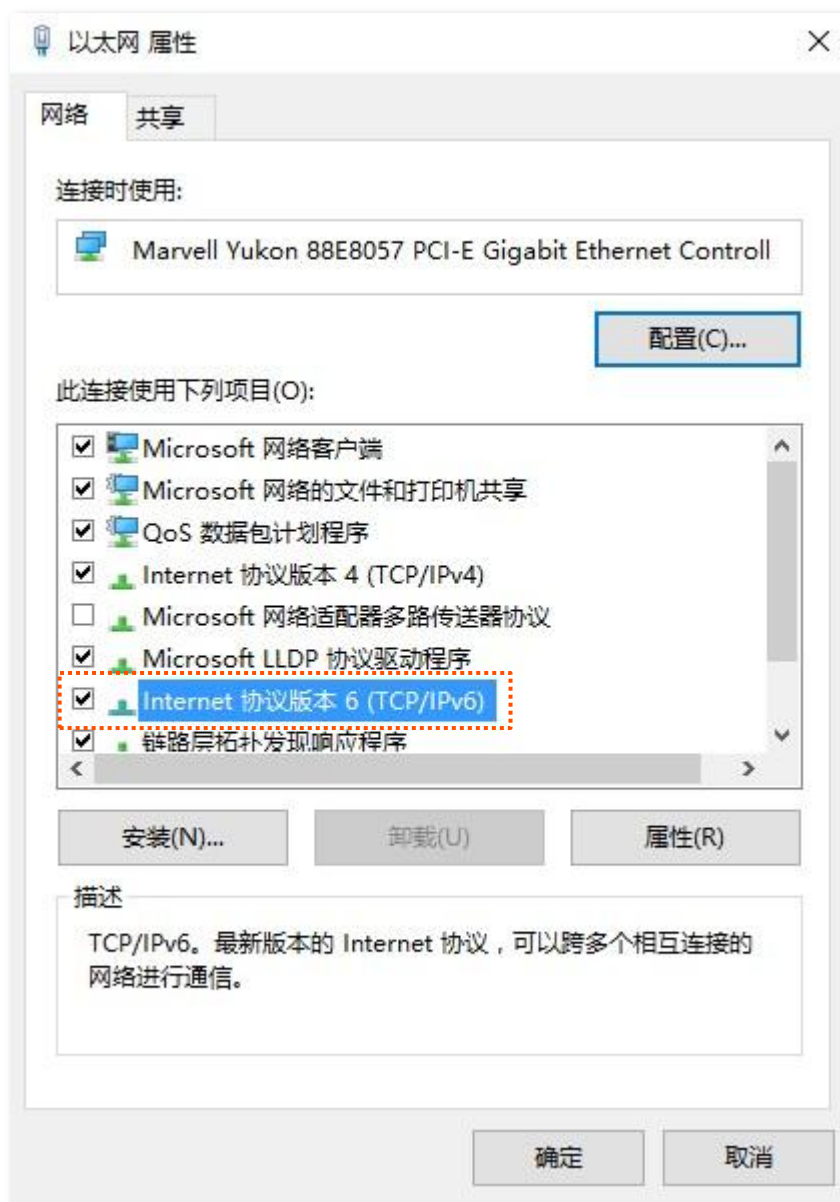 以太网 属性
网络
共享
连接时使用:
Marvell Yukon 88E8057 PCI-E Gigabit Ethernet Controll
配置(C)...
此连接使用下列项目(O):
Microsoft 网络客户端
Microsoft 网络的文件和打印机共享
QoS 数据包计划程序
Internet 协议版本 4 (TCP/IPv4)
Microsoft 网络适配器多路传送器协议
Microsoft LLDP 协议驱动程序
Internet 协议版本 6 (TCP/IPv6)
链路层拓扑发现响应程序
安装(N)...
卸载(U)
属性(R)
描述
TCP/IPv6。最新版本的 Internet 协议，可以跨多个相互连接的
网络进行通信。
确定
取消